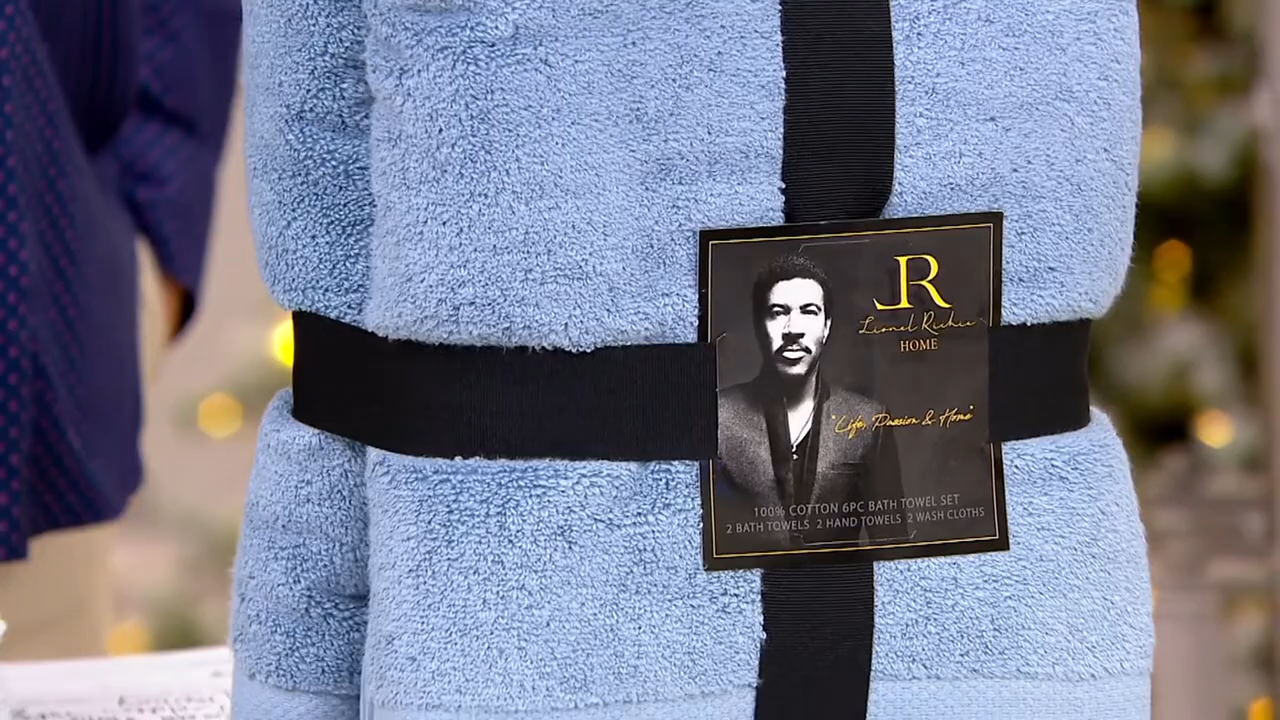 LR
Lionel Richie
HOME
"Life, Passion & Home"
100% COTTON 6PC BATH TOWEL SET
2 BATH TOWELS 2 HAND TOWELS 2 WASH CLOTHS